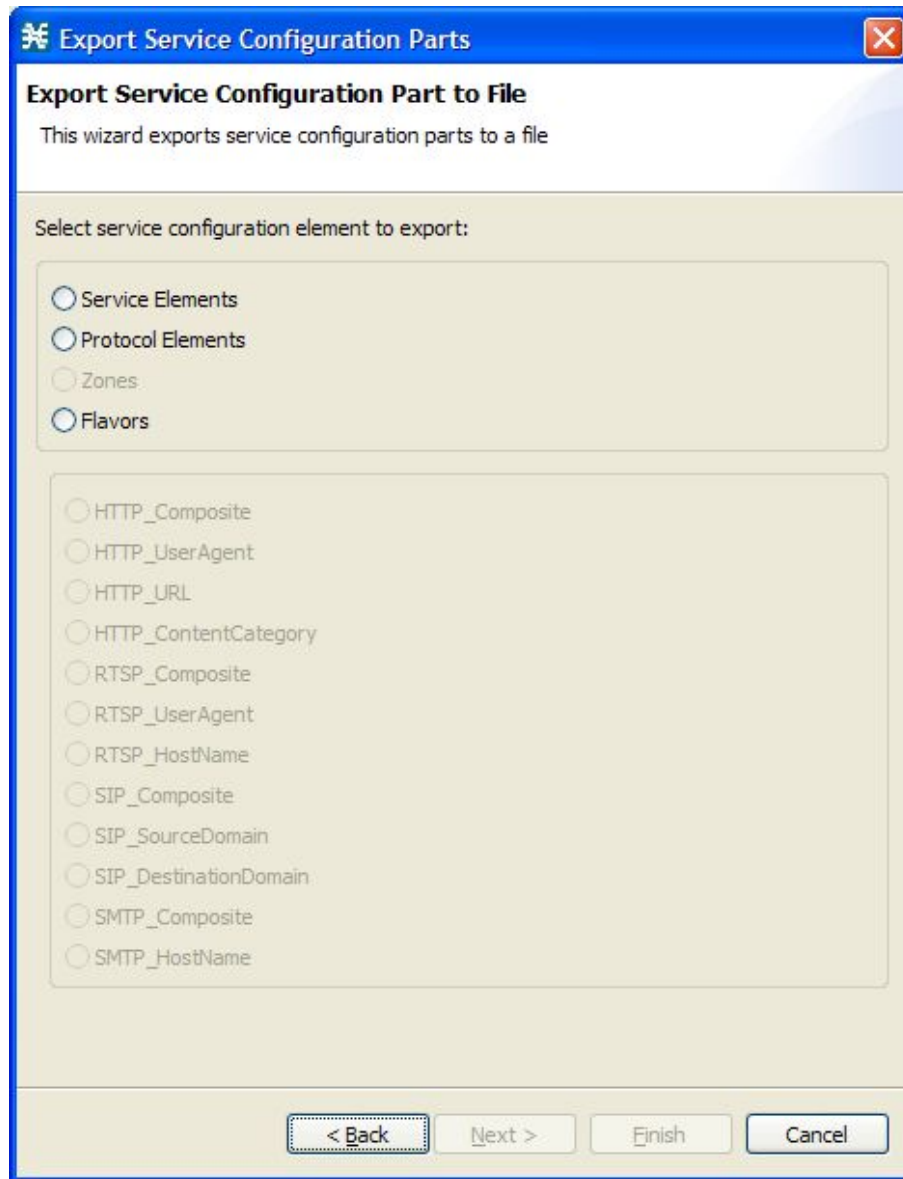 Export Service Configuration Parts
Export Service Configuration Part to File
This wizard exports service configuration parts to a file
Select service configuration element to export:
Service Elements
Protocol Elements
Zones
Flavors
HTTP_Composite
HTTP_UserAgent
HTTP_URL
HTTP_ContentCategory
RTSP_Composite
RTSP_UserAgent
RTSP_HostName
SIP_Composite
SIP_SourceDomain
SIP_DestinationDomain
SMTP_Composite
SMTP_HostName
< Back Next > Finish Cancel